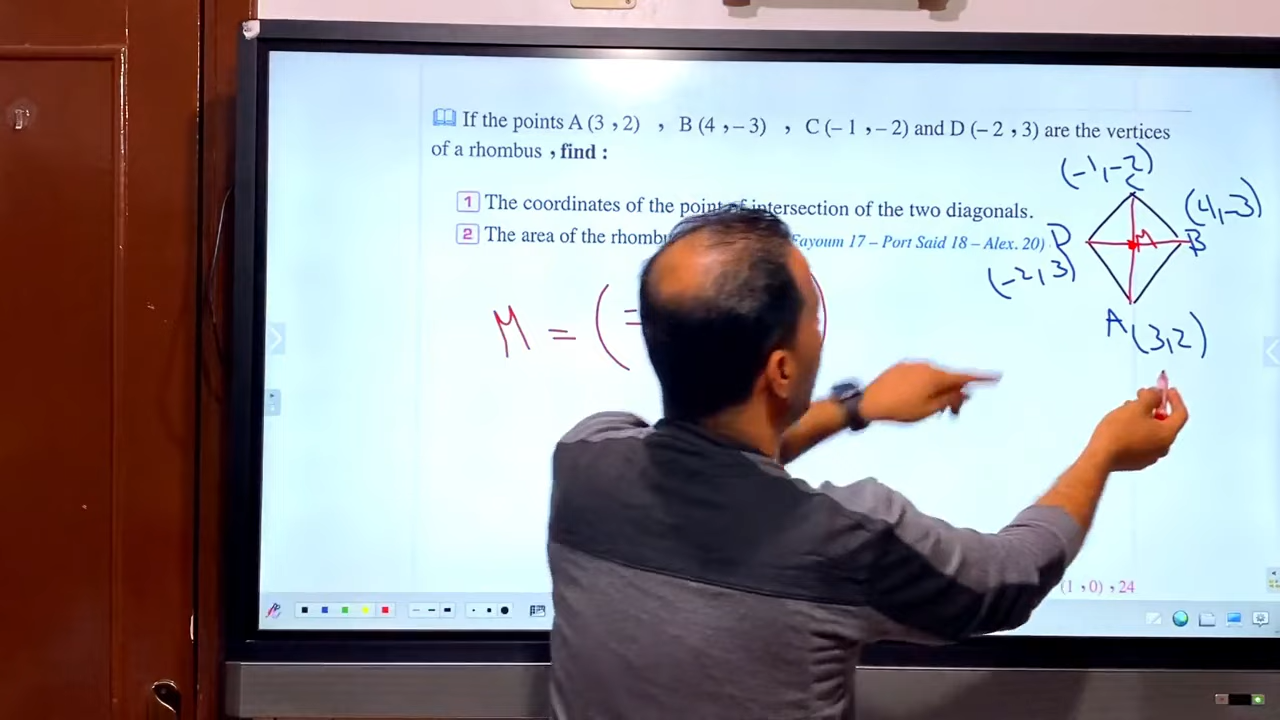 If the points A (3 , 2) , B (4 , – 3) , C (– 1 , – 2) and D (– 2 , 3) are the vertices
of a rhombus , find :
1 The coordinates of the point of intersection of the two diagonals.
2 The area of the rhombu Fayoum 17 – Port Said 18 – Alex. 20)
(-1,-2)
C
(4,-3)
D M B
(-2,3)
A (3,2)
M = (
(1 , 0) , 24